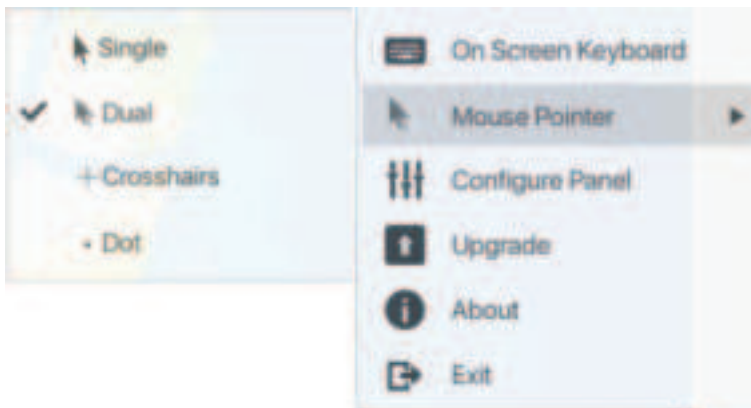 Single
Dual
Crosshairs
Dot
On Screen Keyboard
Mouse Pointer
Configure Panel
Upgrade
About
Exit